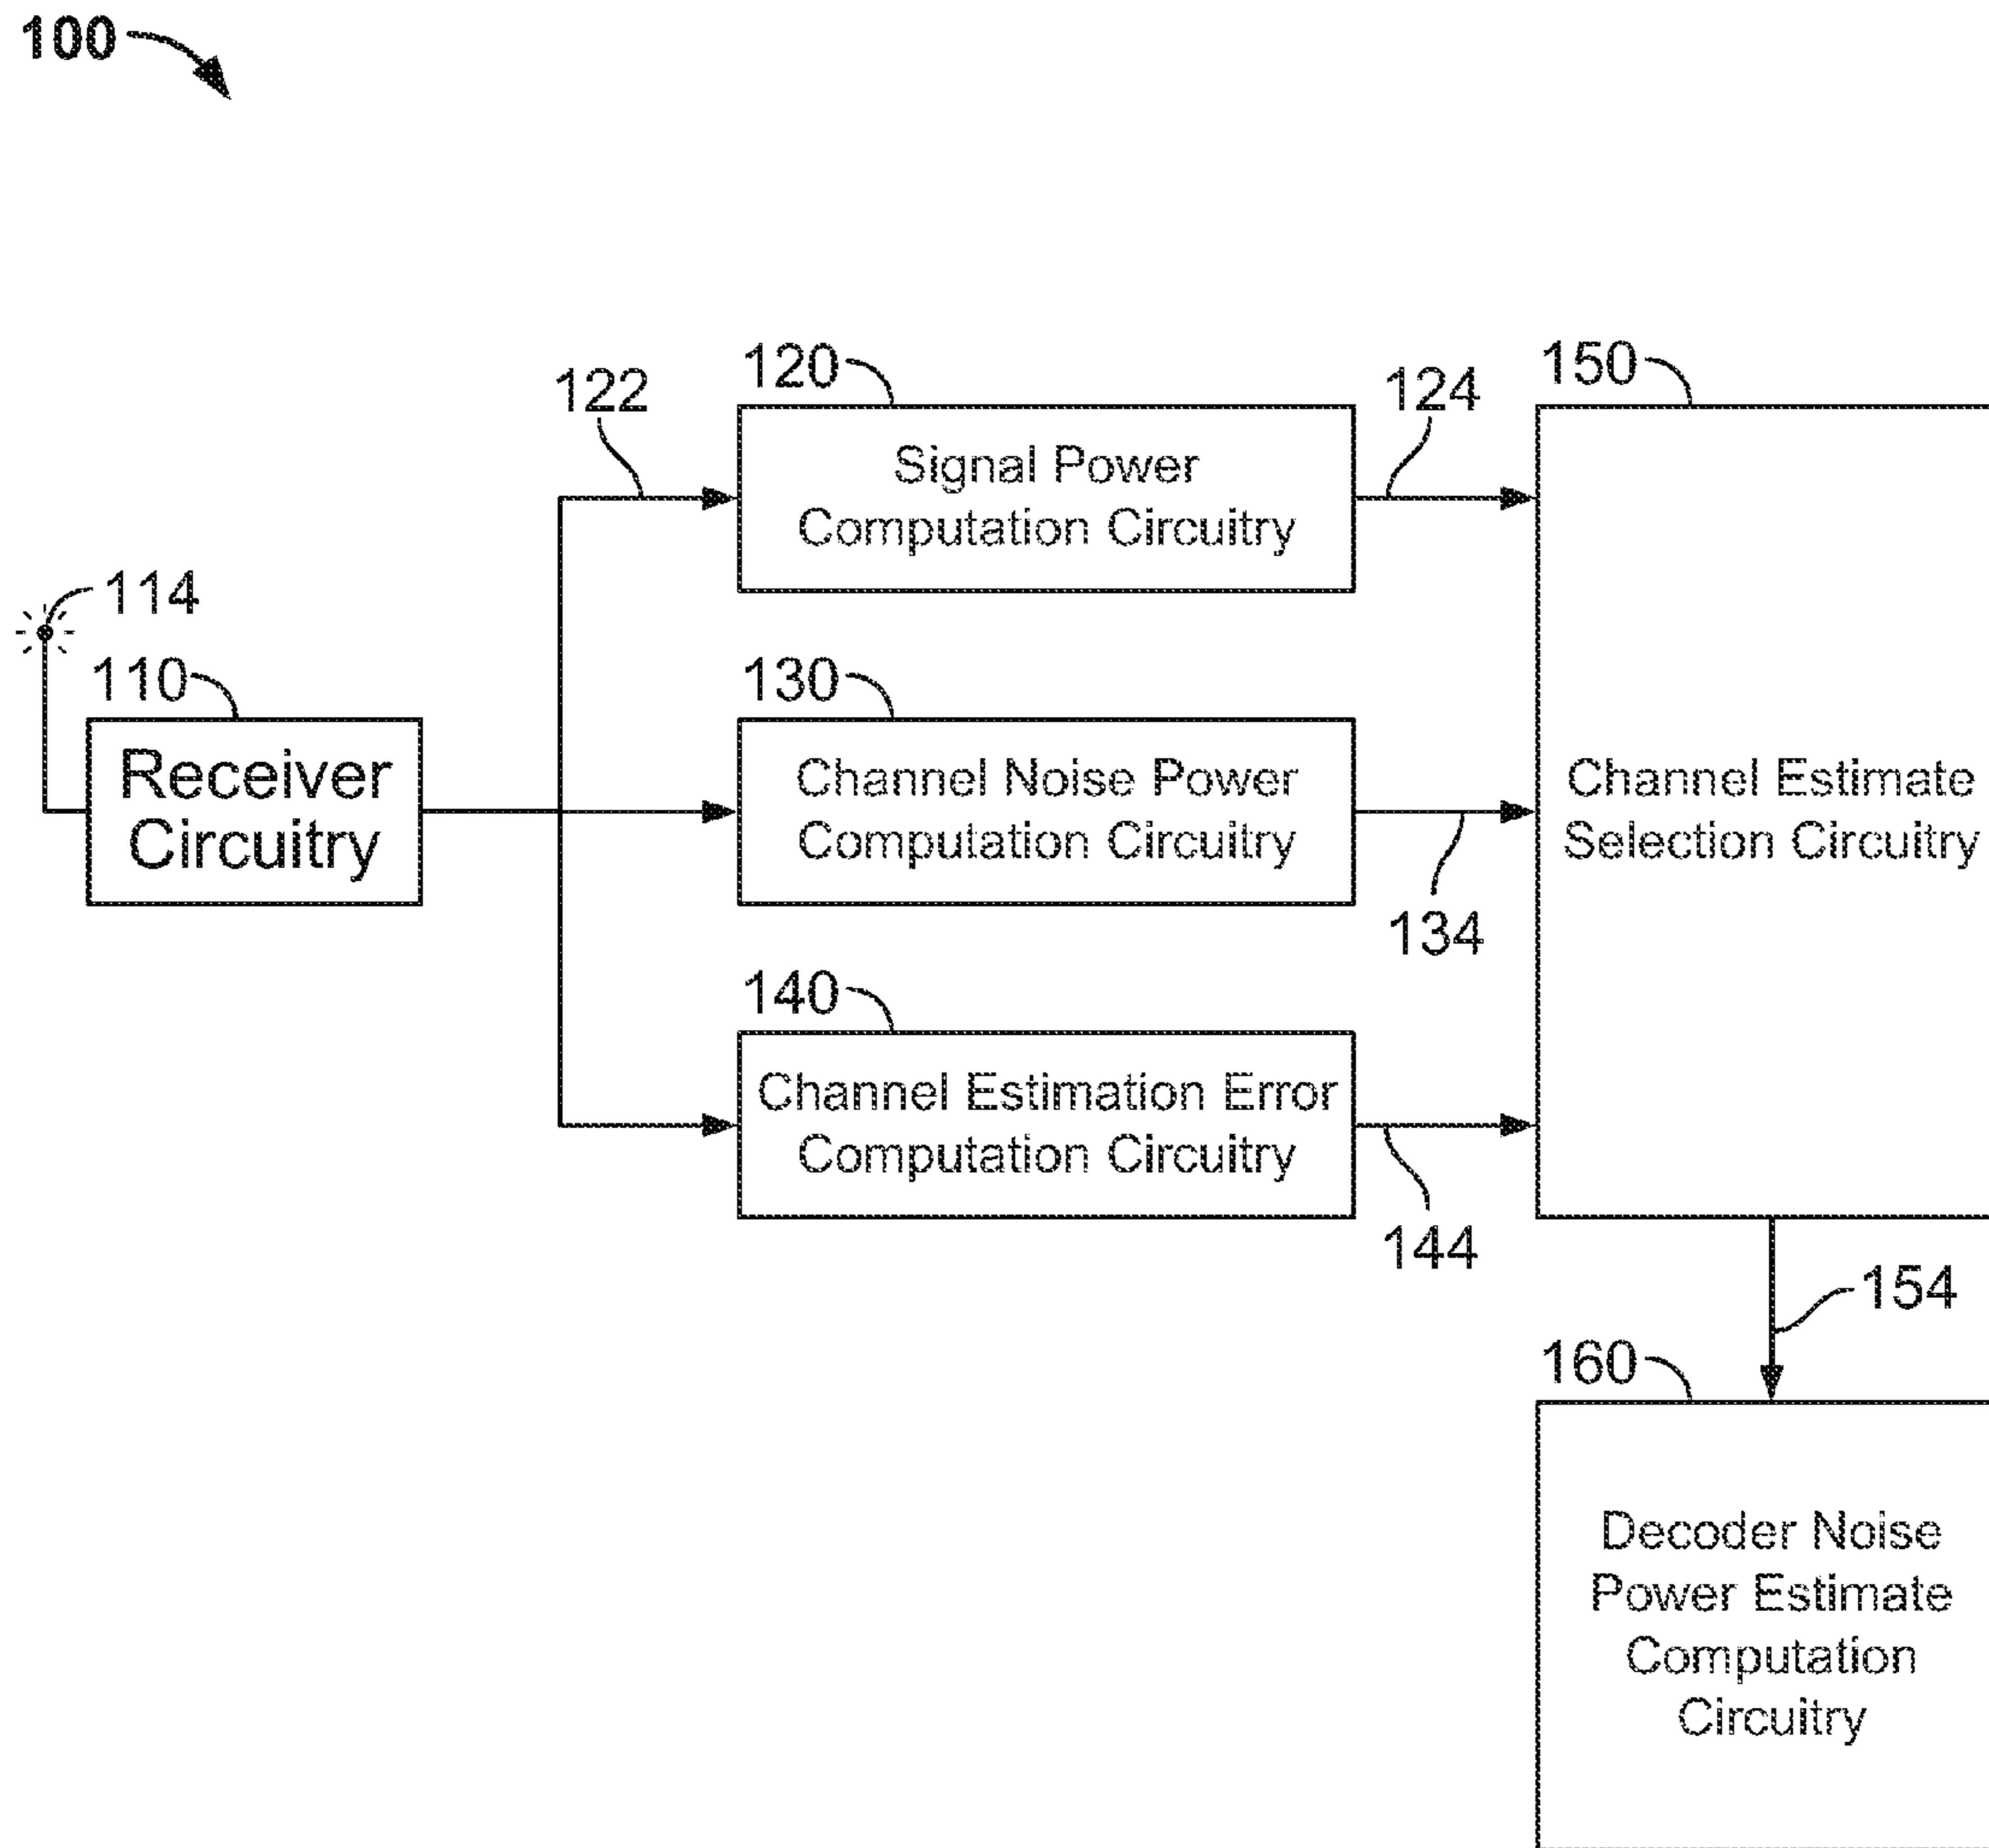 100
120
150
122
124
Signal Power
Computation Circuitry
114
110
130
Receiver
Circuitry
Channel Noise Power
Computation Circuitry
Channel Estimate
Selection Circuitry
134
140
Channel Estimation Error
Computation Circuitry
144
154
160
Decoder Noise
Power Estimate
Computation
Circuitry